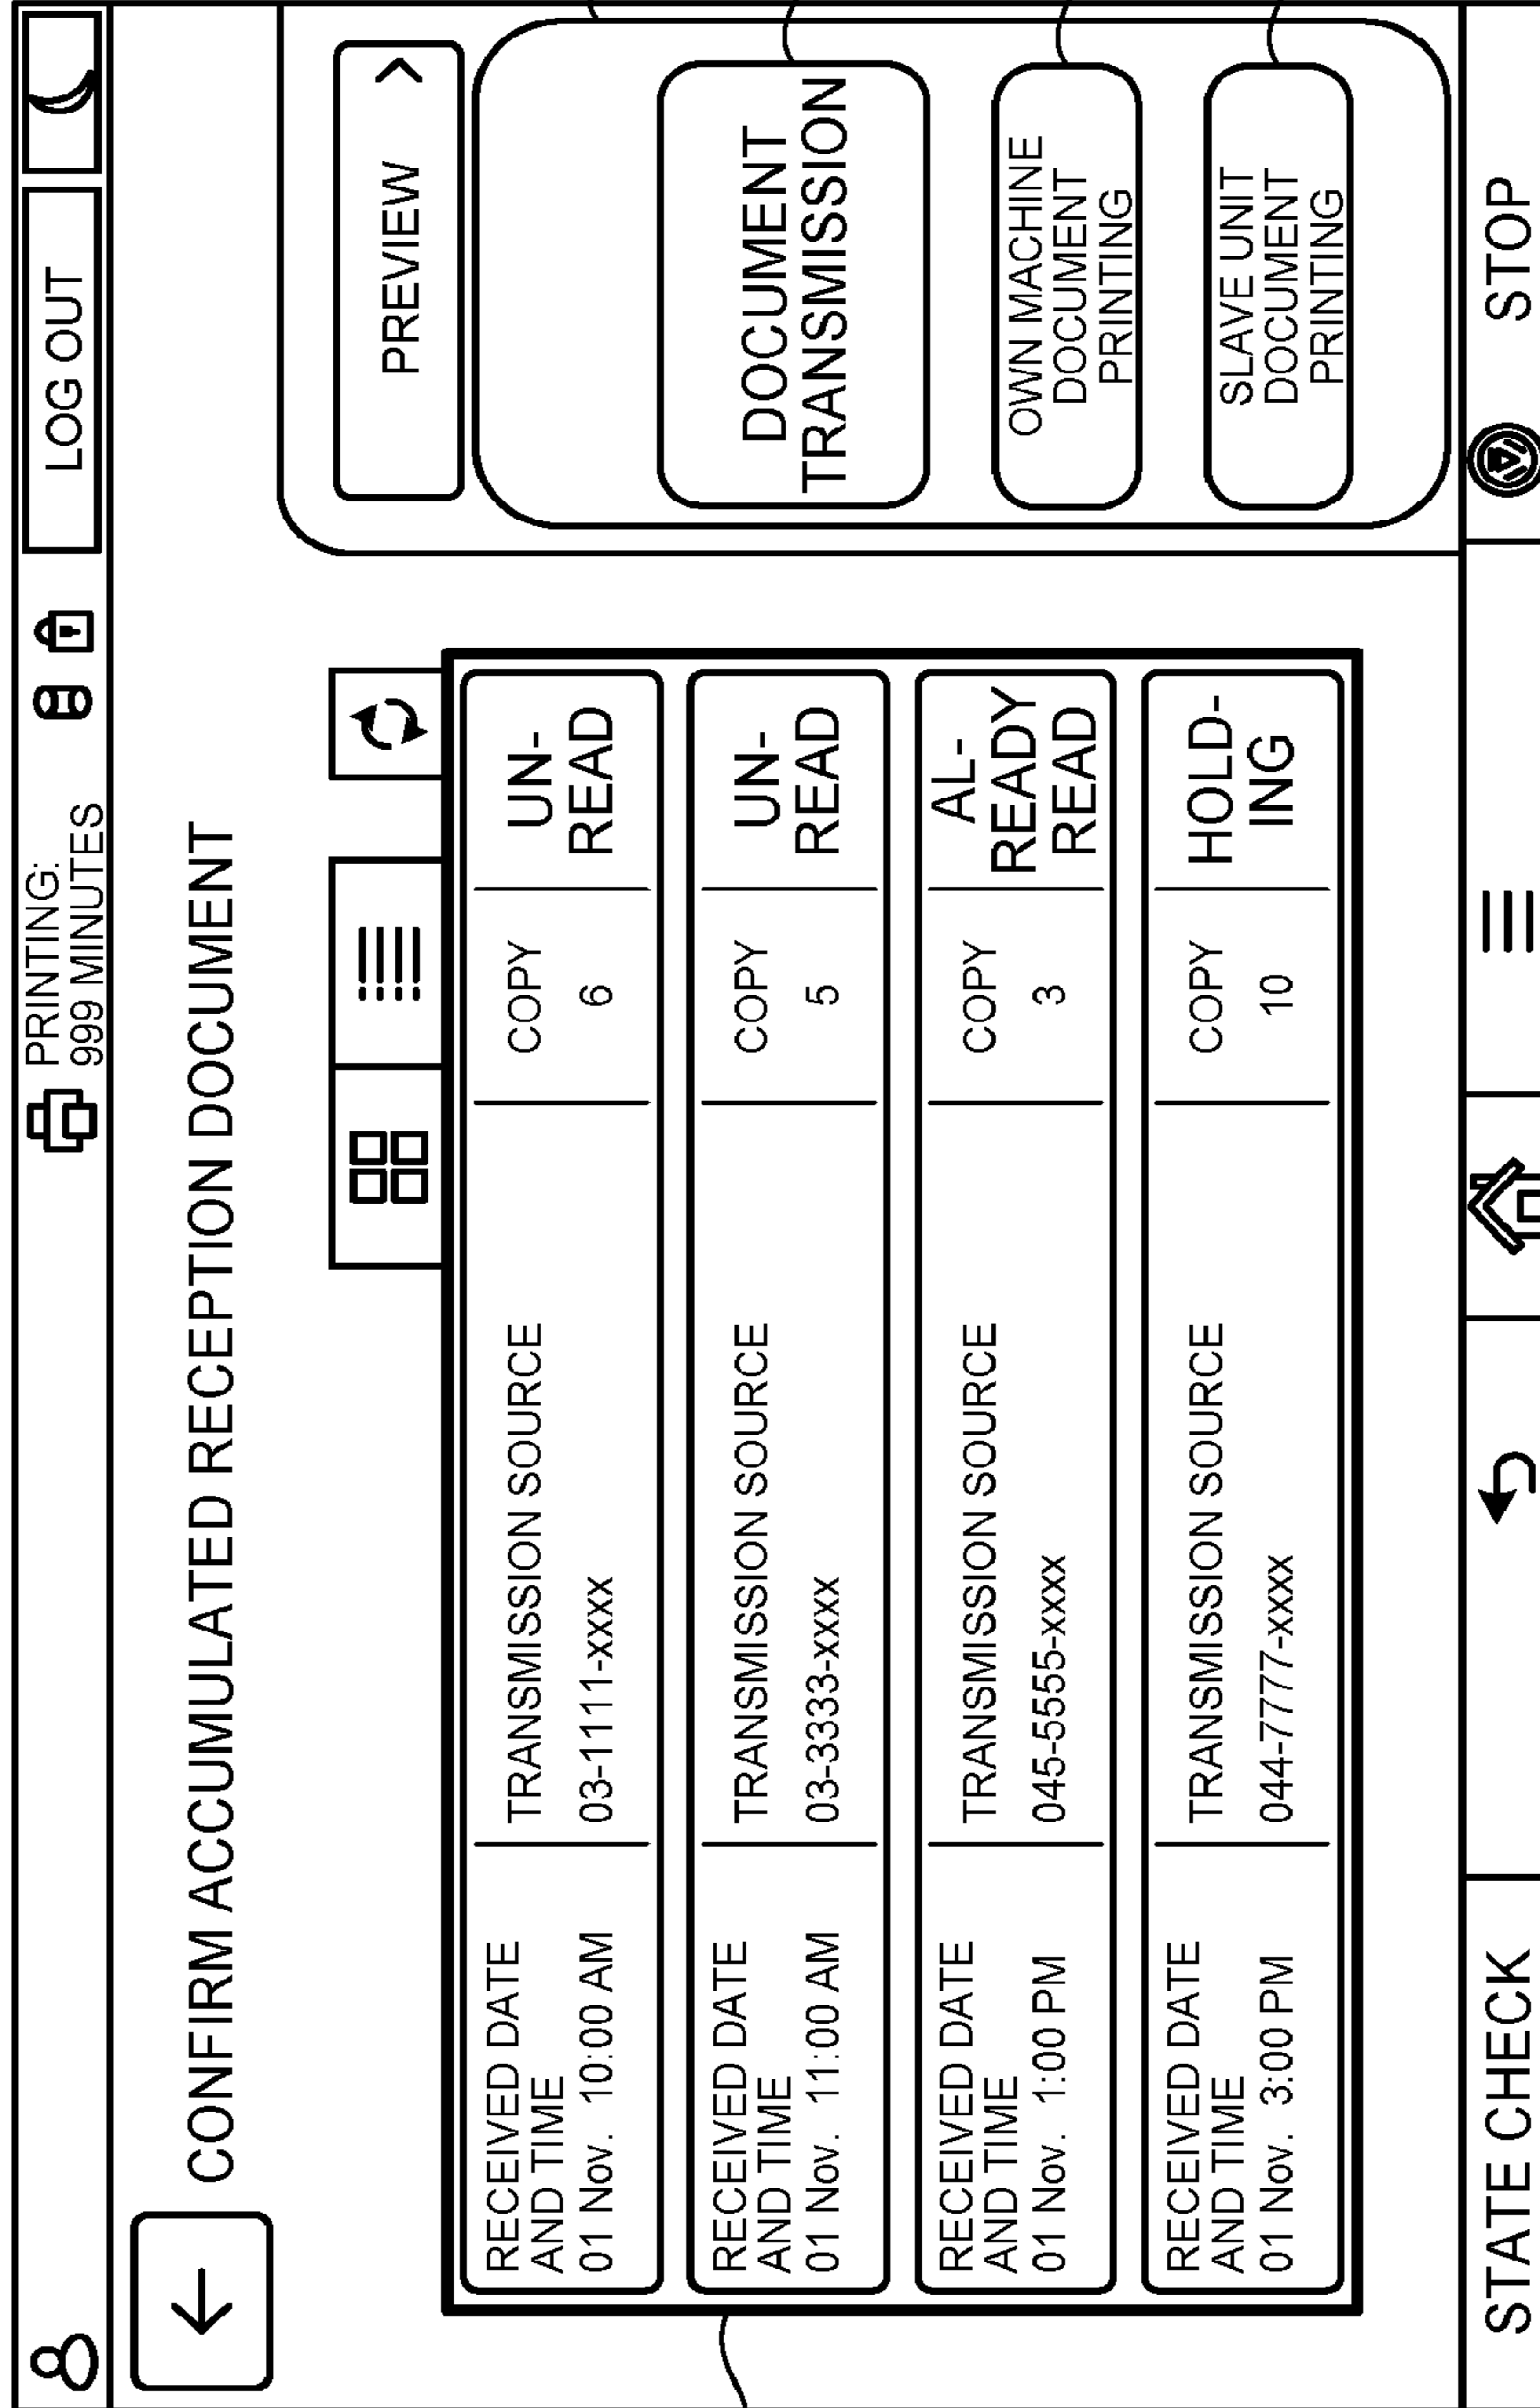 PRINTING:
999 MINUTES
LOG OUT
CONFIRM ACCUMULATED RECEPTION DOCUMENT
PREVIEW
RECEIVED DATE
AND TIME
01 Nov. 10:00 AM
TRANSMISSION SOURCE
03-1111-xxxx
COPY
6
UN-
READ
RECEIVED DATE
AND TIME
01 Nov. 11:00 AM
TRANSMISSION SOURCE
03-3333-xxxx
COPY
5
UN-
READ
RECEIVED DATE
AND TIME
01 Nov. 1:00 PM
TRANSMISSION SOURCE
045-5555-xxxx
COPY
3
AL-
READY
READ
RECEIVED DATE
AND TIME
01 Nov. 3:00 PM
TRANSMISSION SOURCE
044-7777-xxxx
COPY
10
HOLD-
ING
DOCUMENT
TRANSMISSION
OWN MACHINE
DOCUMENT
PRINTING
SLAVE UNIT
DOCUMENT
PRINTING
STATE CHECK
STOP